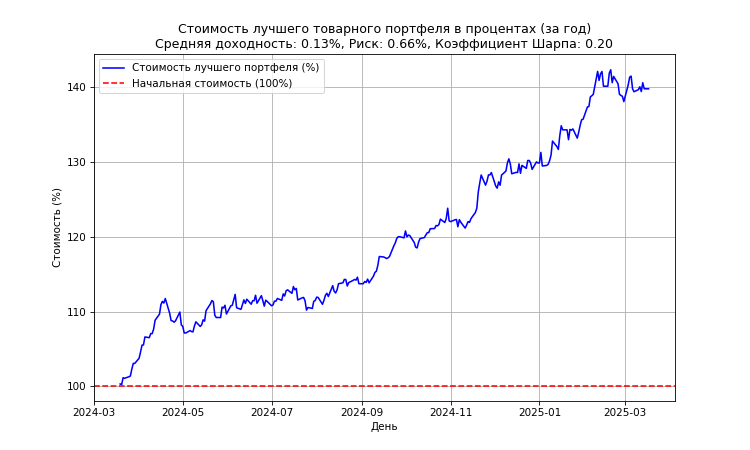 Стоимость лучшего товарного портфеля в процентах (за год)
Средняя доходность: 0.13%, Риск: 0.66%, Коэффициент Шарпа: 0.20
Стоимость лучшего портфеля (%)
Начальная стоимость (100%)
Стоимость (%)
140
130
120
110
100
2024-03
2024-05
2024-07
2024-09
2024-11
2025-01
2025-03
День